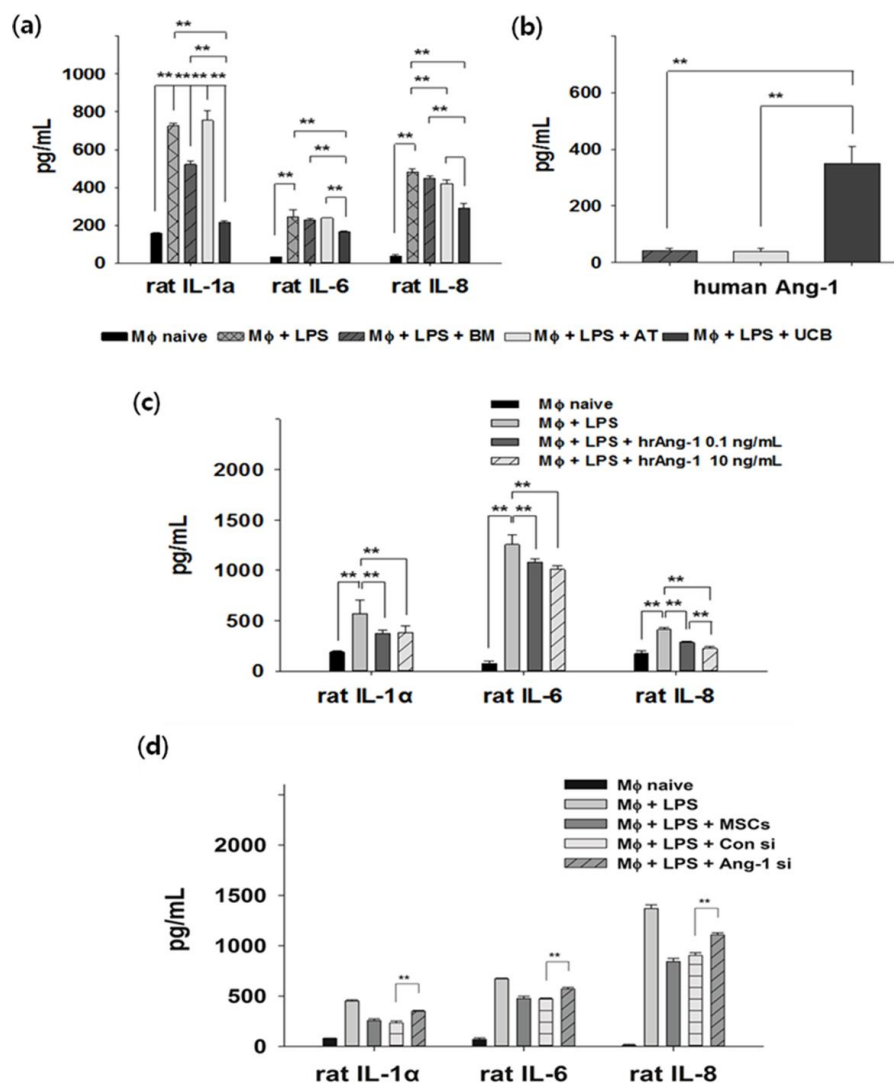 (a)
pg/mL
1000
800
600
400
200
0
**
**
** **** **
**
**
**
**
**
**
**
**
rat IL-1a rat IL-6 rat IL-8
(b)
pg/mL
600
400
200
0
**
**
human Ang-1
Mϕ naive Mϕ + LPS Mϕ + LPS + BM Mϕ + LPS + AT Mϕ + LPS + UCB
(c)
Mϕ naive
Mϕ + LPS
Mϕ + LPS + hrAng-1 0.1 ng/mL
Mϕ + LPS + hrAng-1 10 ng/mL
pg/mL
2000
1500
1000
500
0
**
** **
**
** **
**
** ** **
rat IL-1α rat IL-6 rat IL-8
(d)
Mϕ naive
Mϕ + LPS
Mϕ + LPS + MSCs
Mϕ + LPS + Con si
Mϕ + LPS + Ang-1 si
pg/mL
2000
1500
1000
500
0
**
**
**
rat IL-1α rat IL-6 rat IL-8